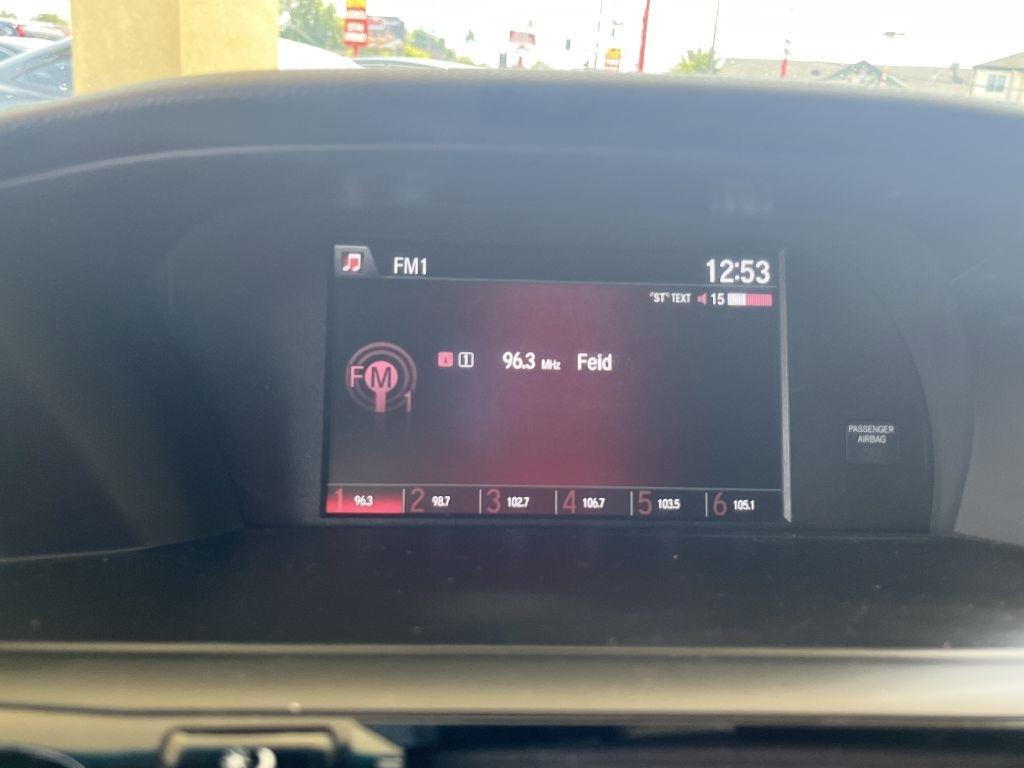 FM1 12:53
"ST" TEXT 15
1 96.3 MHz Feid
FM1
PASSENGER
AIRBAG
1 96.3 2 98.7 3 102.7 4 106.7 5 103.5 6 105.1